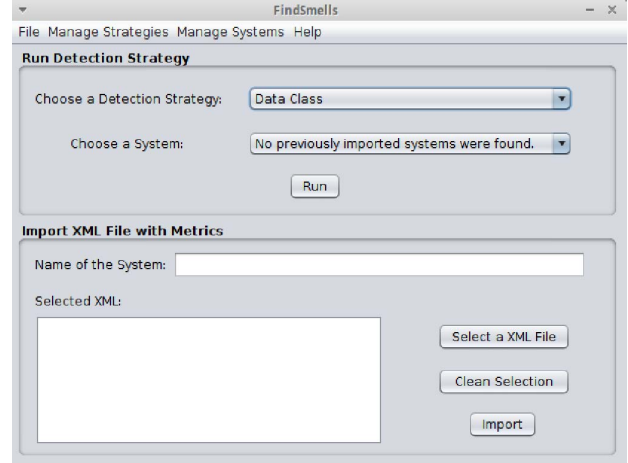 FindSmells
File Manage Strategies Manage Systems Help
Run Detection Strategy
Choose a Detection Strategy: Data Class
Choose a System: No previously imported systems were found.
Run
Import XML File with Metrics
Name of the System:
Selected XML:
Select a XML File
Clean Selection
Import